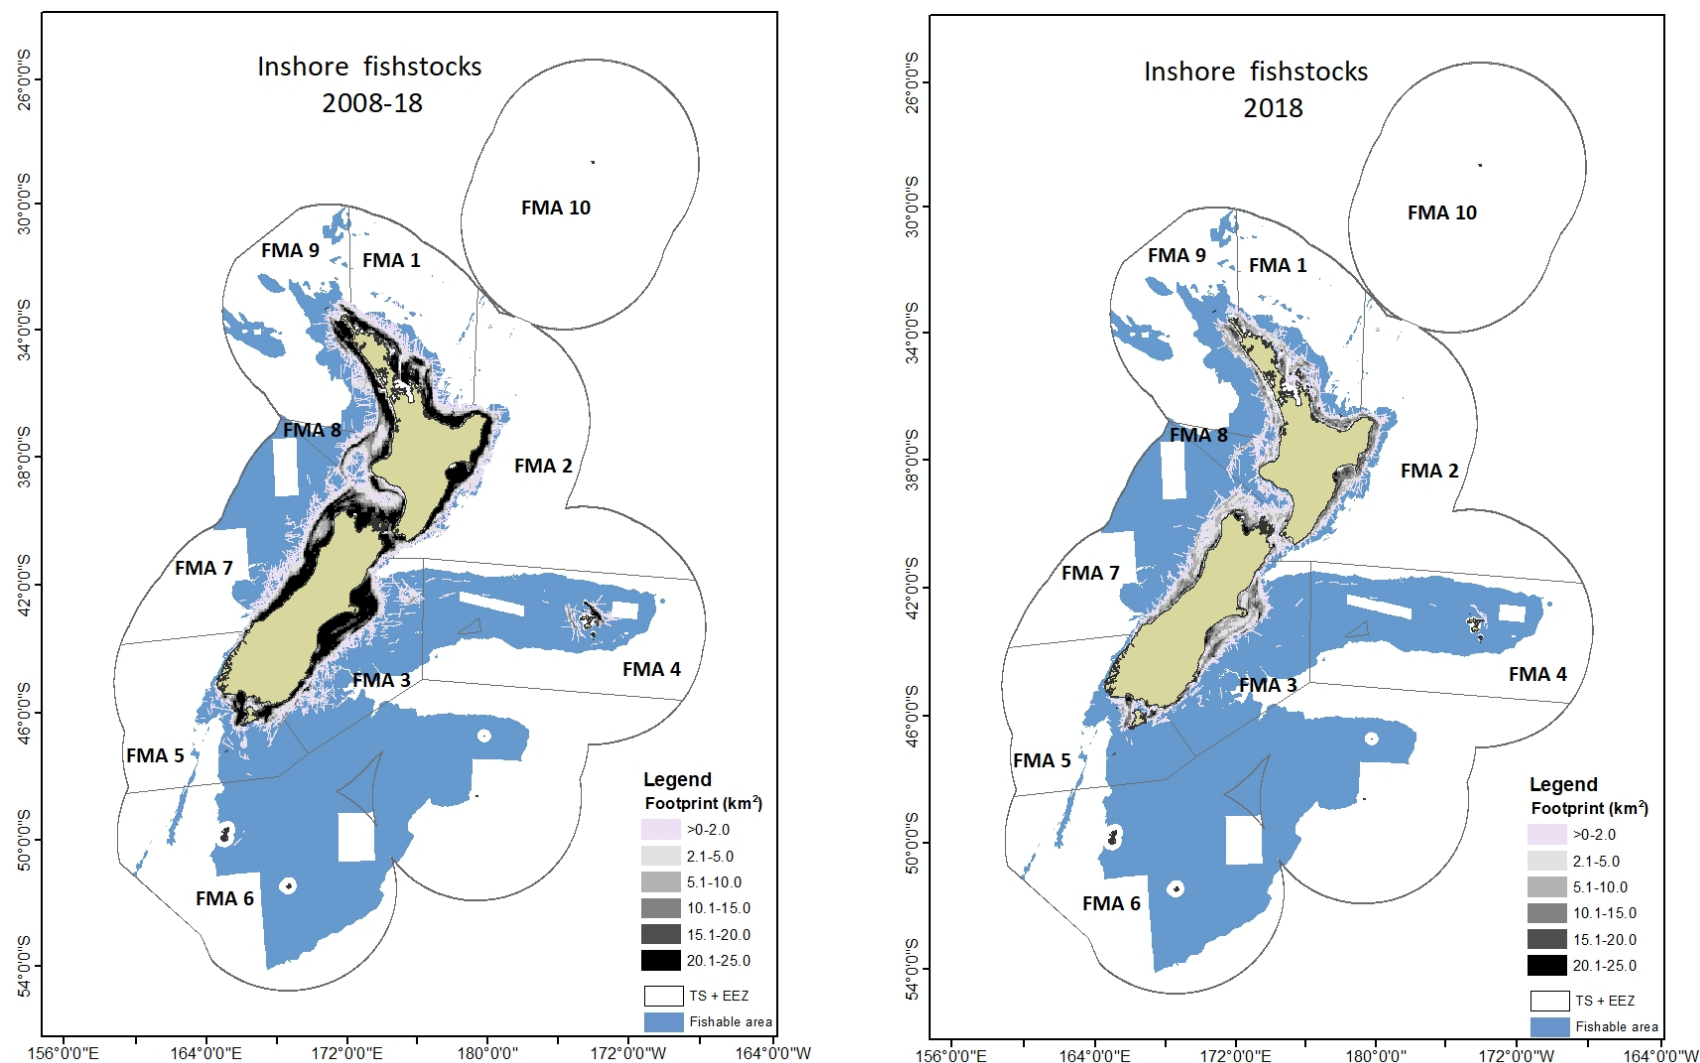 Inshore fishstocks
2008-18
26°0'0"S
30°0'0"S
34°0'0"S
38°0'0"S
42°0'0"S
46°0'0"S
50°0'0"S
54°0'0"S
FMA 10
FMA 9
FMA 1
FMA 8
FMA 2
FMA 7
FMA 3
FMA 4
FMA 5
FMA 6
Legend
Footprint (km²)
>0-2.0
2.1-5.0
5.1-10.0
10.1-15.0
15.1-20.0
20.1-25.0
TS + EEZ
Fishable area
156°0'0"E
164°0'0"E
172°0'0"E
180°0'0"
172°0'0"W
164°0'0"W
Inshore fishstocks
2018
26°0'0"S
30°0'0"S
34°0'0"S
38°0'0"S
42°0'0"S
46°0'0"S
50°0'0"S
54°0'0"S
FMA 10
FMA 9
FMA 1
FMA 8
FMA 2
FMA 7
FMA 3
FMA 4
FMA 5
FMA 6
Legend
Footprint (km²)
>0-2.0
2.1-5.0
5.1-10.0
10.1-15.0
15.1-20.0
20.1-25.0
TS + EEZ
Fishable area
156°0'0"E
164°0'0"E
172°0'0"E
180°0'0"
172°0'0"W
164°0'0"W